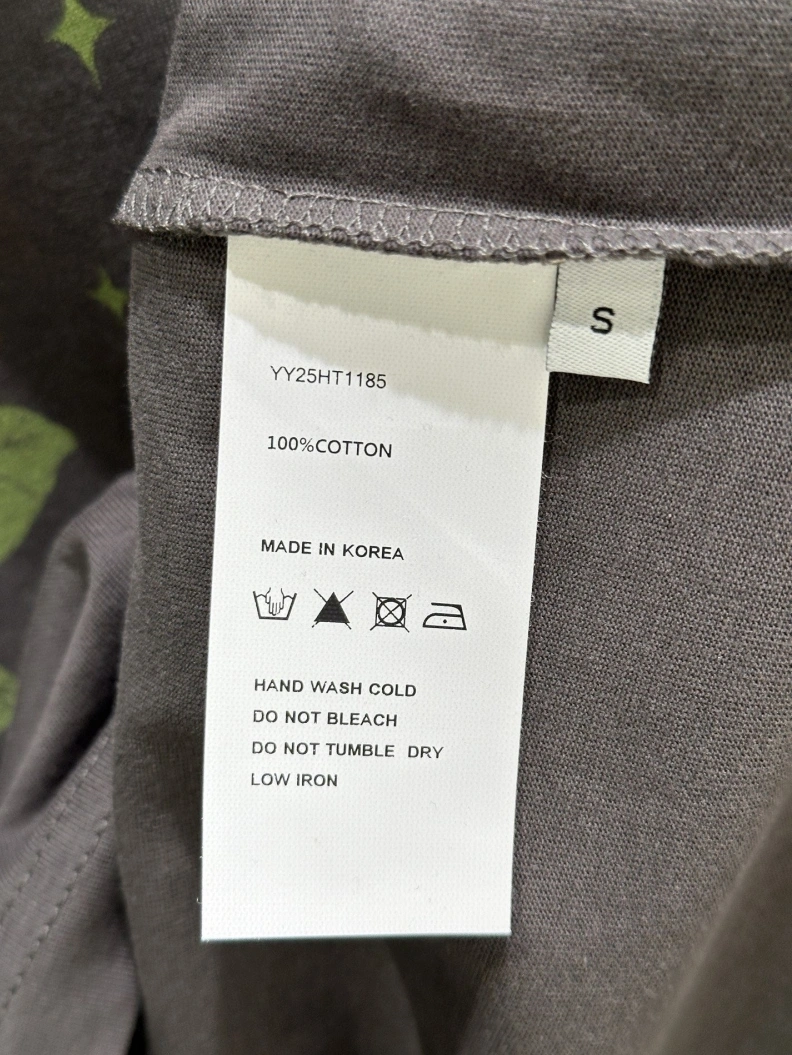 S
YY25HT1185
100%COTTON
MADE IN KOREA
HAND WASH COLD
DO NOT BLEACH
DO NOT TUMBLE DRY
LOW IRON